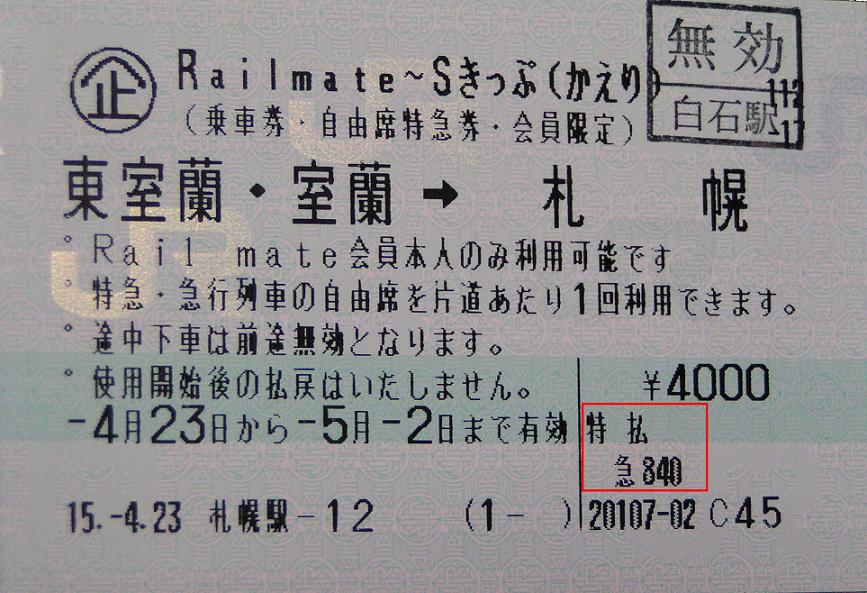 企 Railmate～Sきっぷ(かえり)
無効
白石駅
112
-17
(乗車券・自由席特急券・会員限定)
東室蘭・室蘭➡札幌
°Rail mate会員本人のみ利用可能です
°特急・急行列車の自由席を片道あたり1回利用できます。
°途中下車は前途無効となります。
°使用開始後の払戻はいたしません。 ¥4000
-4月23日から-5月-2日まで有効 特払
急840
15.-4.23 札幌駅-12 (1- ) 20107-02 C45
JR